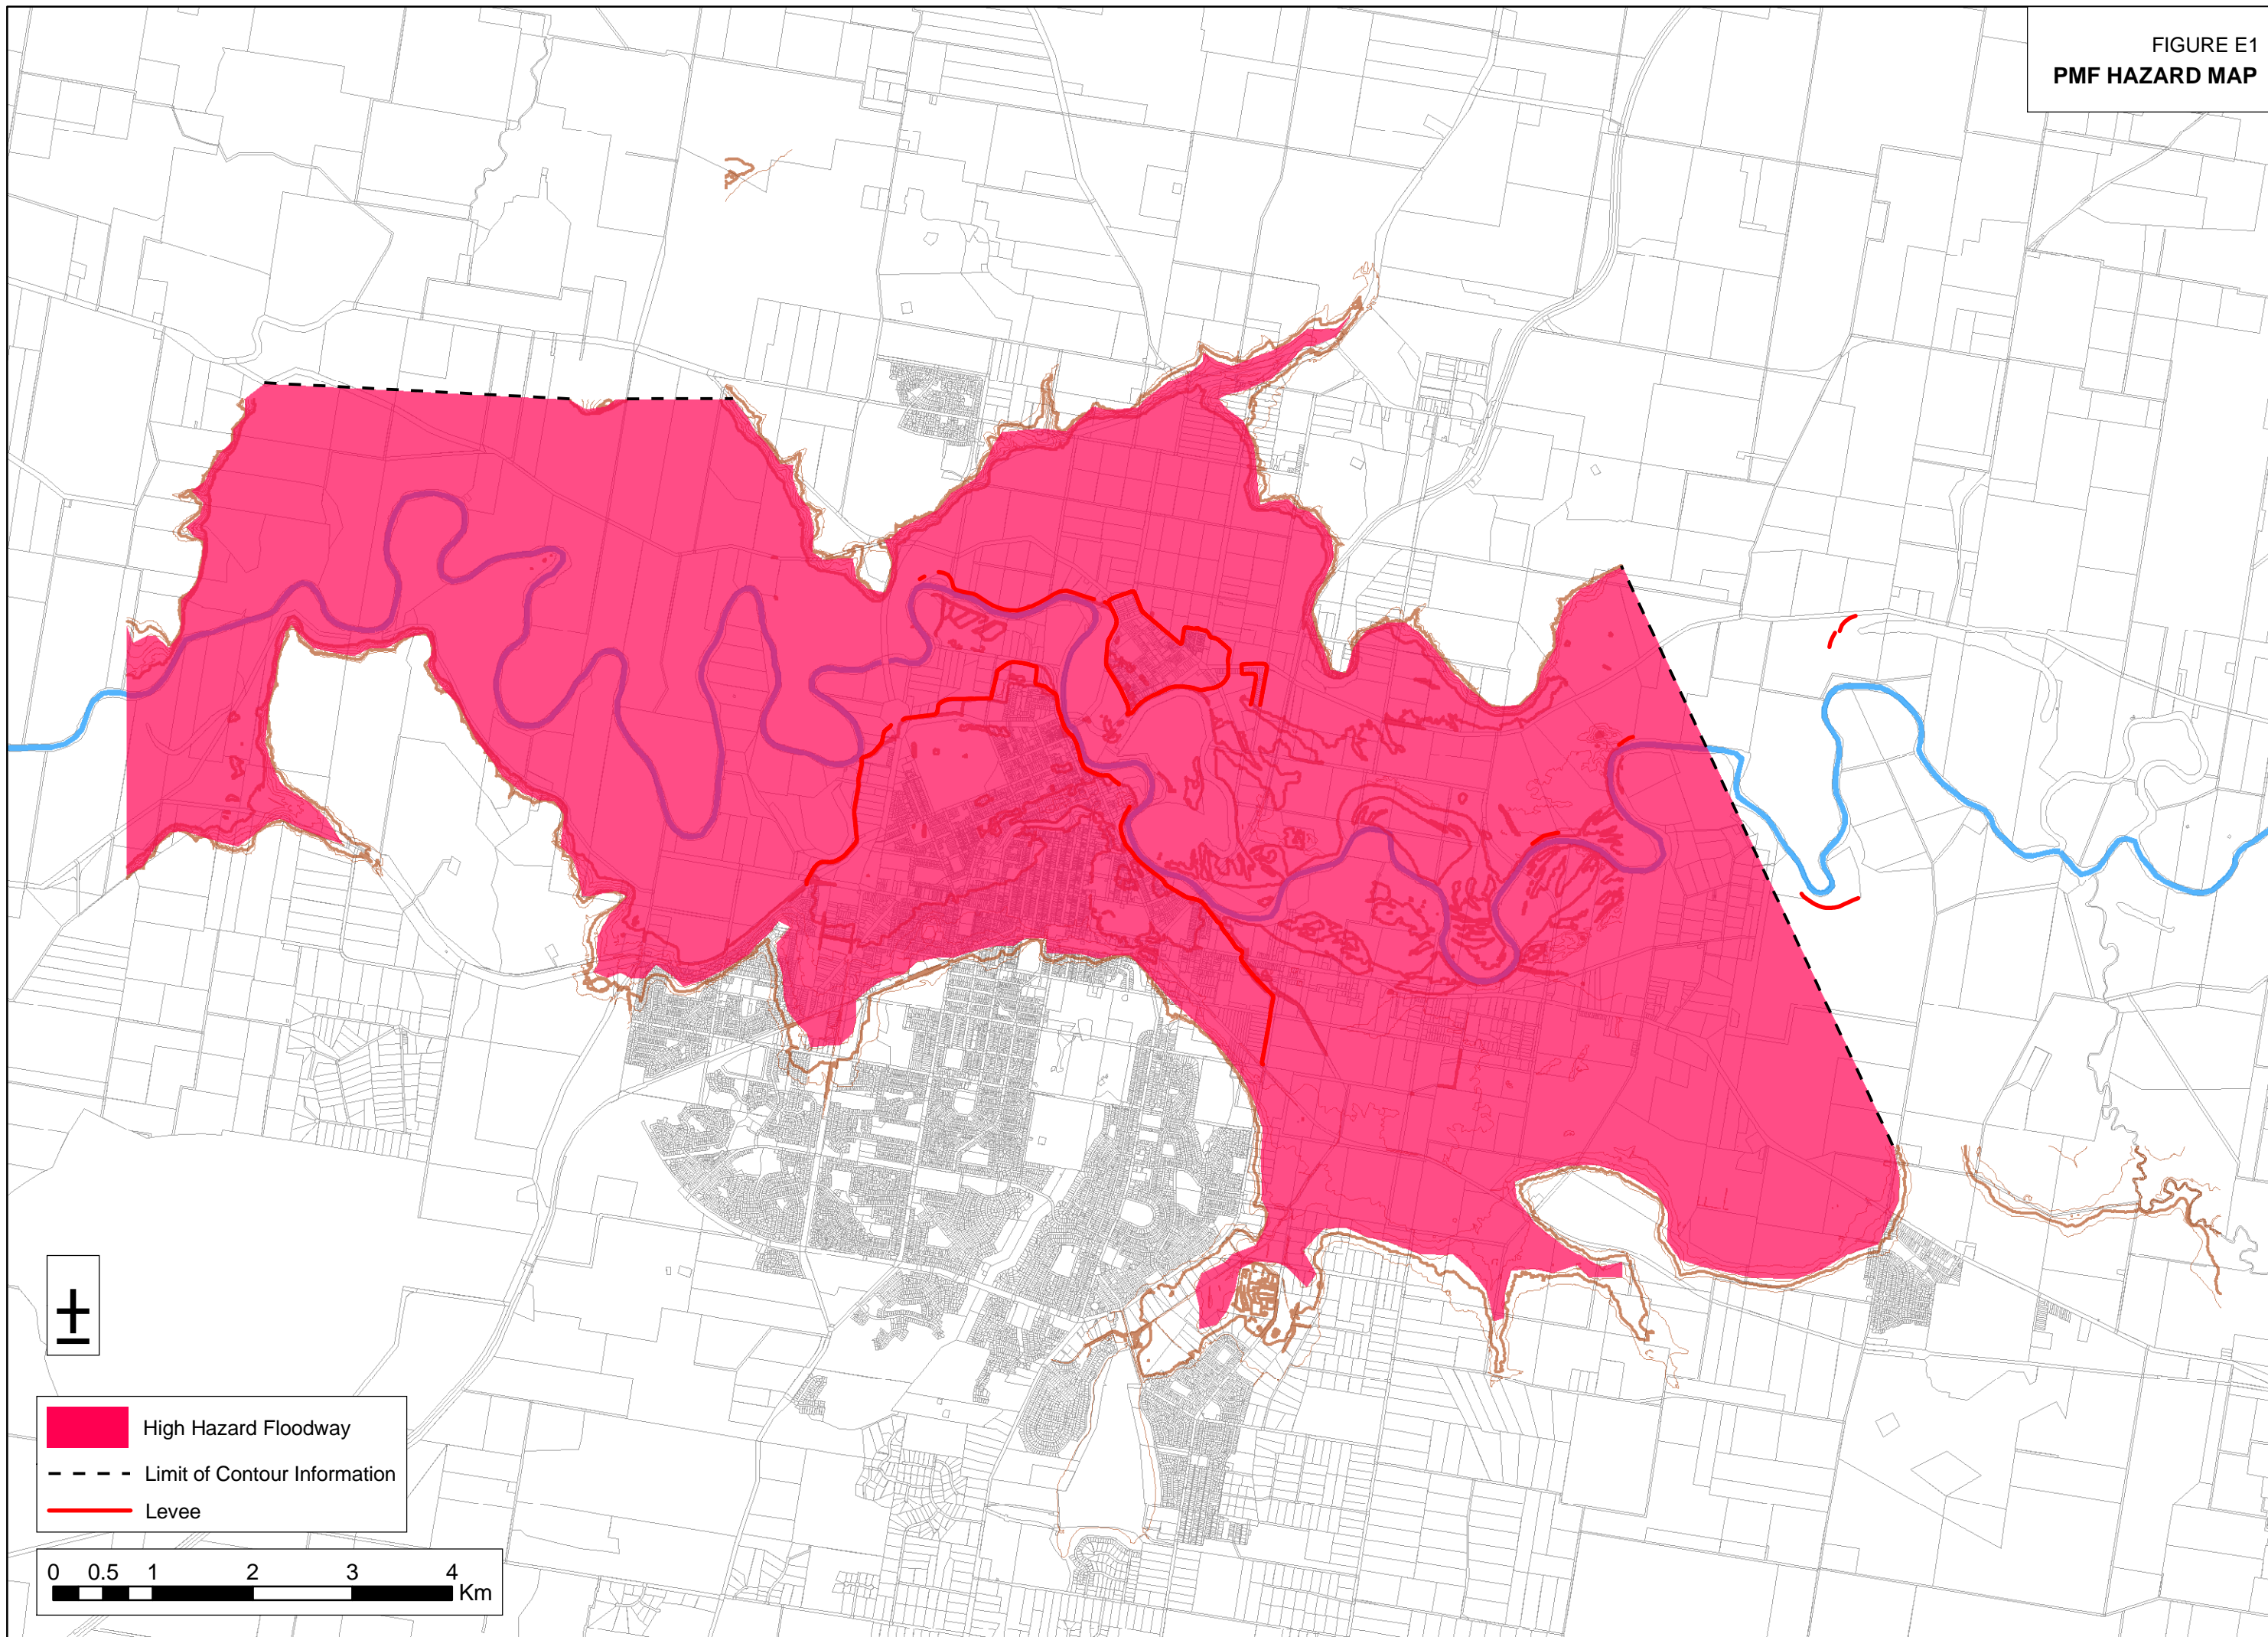 FIGURE E1
PMF HAZARD MAP
High Hazard Floodway
Limit of Contour Information
Levee
0 0.5 1 2 3 4
Km